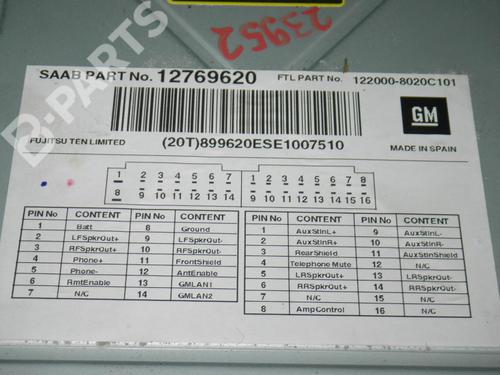 23952
B-PARTS
SAAB PART No. 12769620 FTL PART No. 122000-8020C101
GM
FUJITSU TEN LIMITED (20T)899620ESE1007510 MADE IN SPAIN
1 2 3 4 5 6 7 1 2 3 4 5 6 7 8
8 9 10 11 12 13 14 9 10 11 12 13 14 15 16
PIN No CONTENT PIN No CONTENT
1 Batt 8 Ground
2 LFSpkrOut+ 9 LFSpkrOut-
3 RFSpkrOut+ 10 RFSpkrOut-
4 Phone+ 11 FrontShield
5 Phone- 12 AntEnable
6 RmtEnable 13 GMLAN1
7 N/C 14 GMLAN2
PIN No CONTENT PIN No CONTENT
1 AuxStInL+ 9 AuxStInL-
2 AuxStInR+ 10 AuxStInR-
3 RearShield 11 AuxStinShield
4 Telephone Mute 12 N/C
5 LRSpkrOut+ 13 LRSpkrOut-
6 RRSpkrOut+ 14 RRSpkrOut-
7 N/C 15 N/C
8 AmpControl 16 N/C